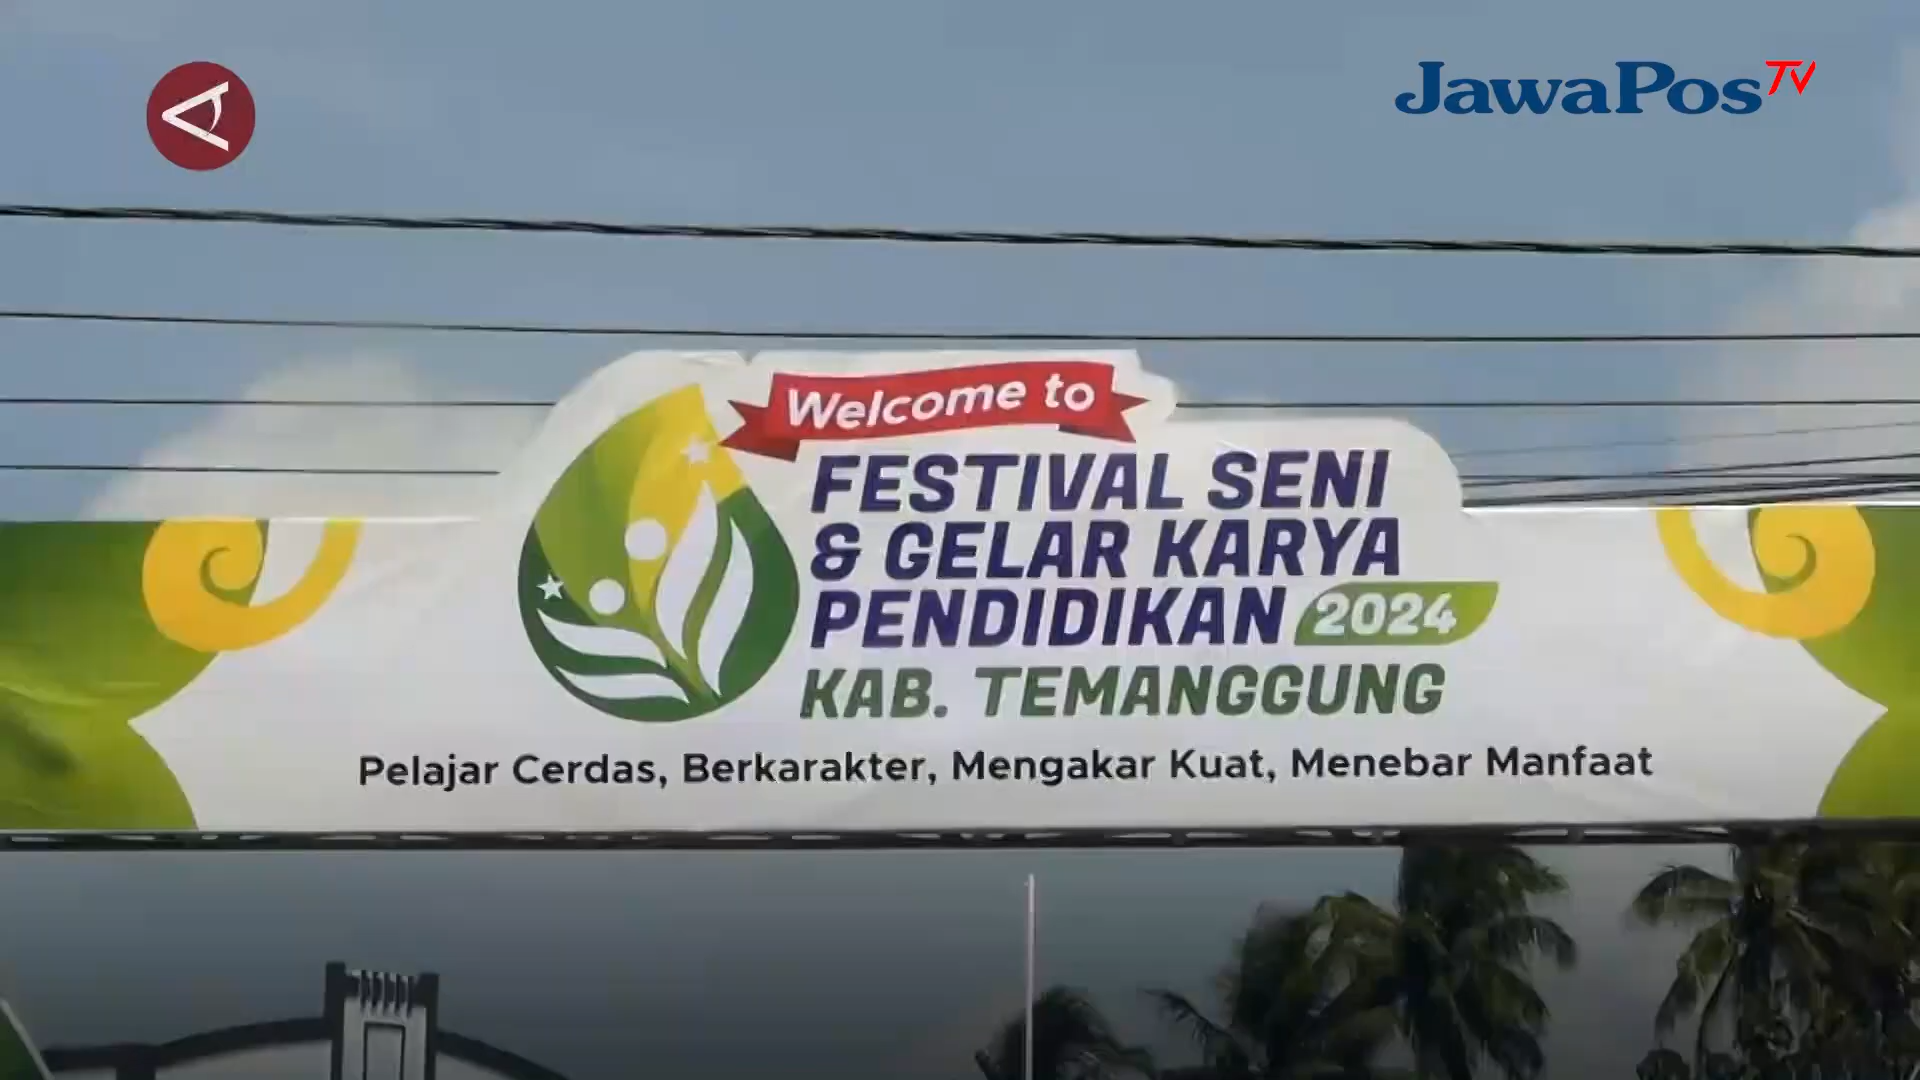 JawaPos TV
Welcome to
FESTIVAL SENI
& GELAR KARYA
PENDIDIKAN 2024
KAB. TEMANGGUNG
Pelajar Cerdas, Berkarakter, Mengakar Kuat, Menebar Manfaat